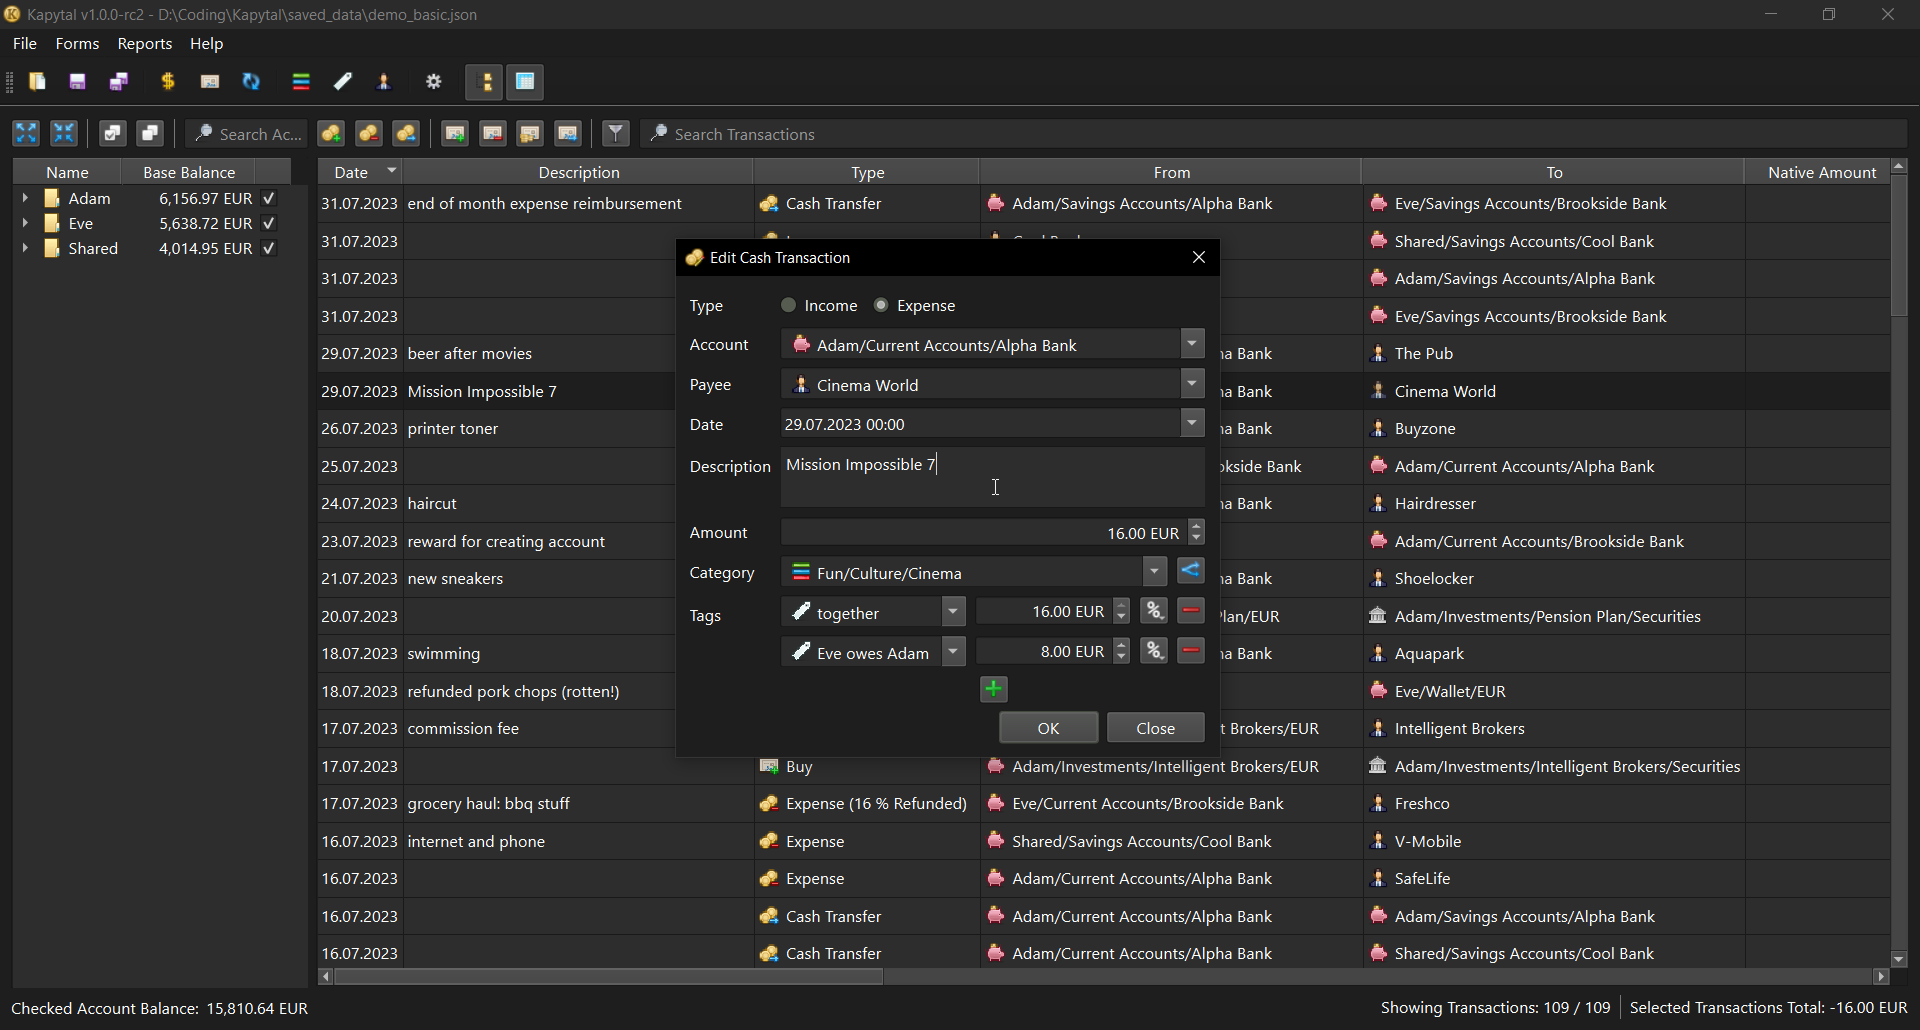 Kapytal v1.0.0-rc2 - D:\Coding\Kapytal\saved_data\demo_basic.json
File Forms Reports Help
Search Ac... Search Transactions
Name Base Balance Date Description Type From To Native Amount
Adam 6,156.97 EUR
Eve 5,638.72 EUR
Shared 4,014.95 EUR
31.07.2023 end of month expense reimbursement Cash Transfer Adam/Savings Accounts/Alpha Bank Eve/Savings Accounts/Brookside Bank
31.07.2023 Shared/Savings Accounts/Cool Bank
31.07.2023 Adam/Savings Accounts/Alpha Bank
31.07.2023 Eve/Savings Accounts/Brookside Bank
29.07.2023 beer after movies a Bank The Pub
29.07.2023 Mission Impossible 7 a Bank Cinema World
26.07.2023 printer toner a Bank Buyzone
25.07.2023 kside Bank Adam/Current Accounts/Alpha Bank
24.07.2023 haircut a Bank Hairdresser
23.07.2023 reward for creating account Adam/Current Accounts/Brookside Bank
21.07.2023 new sneakers a Bank Shoelocker
20.07.2023 lan/EUR Adam/Investments/Pension Plan/Securities
18.07.2023 swimming a Bank Aquapark
18.07.2023 refunded pork chops (rotten!) Eve/Wallet/EUR
17.07.2023 commission fee t Brokers/EUR Intelligent Brokers
17.07.2023 Buy Adam/Investments/Intelligent Brokers/EUR Adam/Investments/Intelligent Brokers/Securities
17.07.2023 grocery haul: bbq stuff Expense (16 % Refunded) Eve/Current Accounts/Brookside Bank Freshco
16.07.2023 internet and phone Expense Shared/Savings Accounts/Cool Bank V-Mobile
16.07.2023 Expense Adam/Current Accounts/Alpha Bank SafeLife
16.07.2023 Cash Transfer Adam/Current Accounts/Alpha Bank Adam/Savings Accounts/Alpha Bank
16.07.2023 Cash Transfer Adam/Current Accounts/Alpha Bank Shared/Savings Accounts/Cool Bank
Edit Cash Transaction
Type Income Expense
Account Adam/Current Accounts/Alpha Bank
Payee Cinema World
Date 29.07.2023 00:00
Description Mission Impossible 7
Amount 16.00 EUR
Category Fun/Culture/Cinema
Tags together 16.00 EUR %
Eve owes Adam 8.00 EUR %
OK Close
Checked Account Balance: 15,810.64 EUR Showing Transactions: 109 / 109 Selected Transactions Total: -16.00 EUR